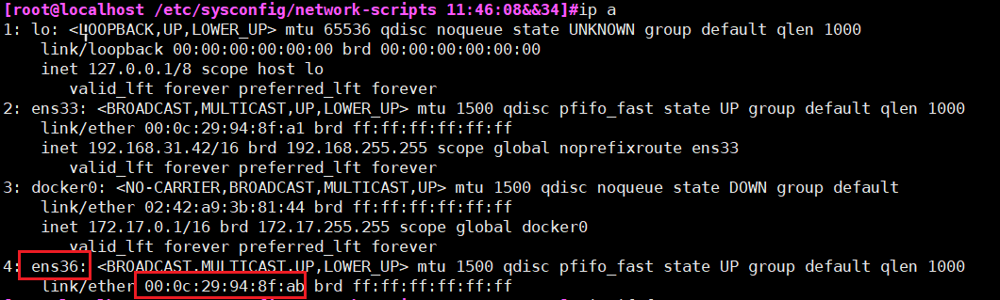 [root@localhost /etc/sysconfig/network-scripts 11:46:08&&34]#ip a
1: lo: <LOOPBACK,UP,LOWER_UP> mtu 65536 qdisc noqueue state UNKNOWN group default qlen 1000
link/loopback 00:00:00:00:00:00 brd 00:00:00:00:00:00
inet 127.0.0.1/8 scope host lo
valid_lft forever preferred_lft forever
2: ens33: <BROADCAST,MULTICAST,UP,LOWER_UP> mtu 1500 qdisc pfifo_fast state UP group default qlen 1000
link/ether 00:0c:29:94:8f:a1 brd ff:ff:ff:ff:ff:ff
inet 192.168.31.42/16 brd 192.168.255.255 scope global noprefixroute ens33
valid_lft forever preferred_lft forever
3: docker0: <NO-CARRIER,BROADCAST,MULTICAST,UP> mtu 1500 qdisc noqueue state DOWN group default
link/ether 02:42:a9:3b:81:44 brd ff:ff:ff:ff:ff:ff
inet 172.17.0.1/16 brd 172.17.255.255 scope global docker0
valid_lft forever preferred_lft forever
4: ens36: <BROADCAST,MULTICAST,UP,LOWER_UP> mtu 1500 qdisc pfifo_fast state UP group default qlen 1000
link/ether 00:0c:29:94:8f:ab brd ff:ff:ff:ff:ff:ff